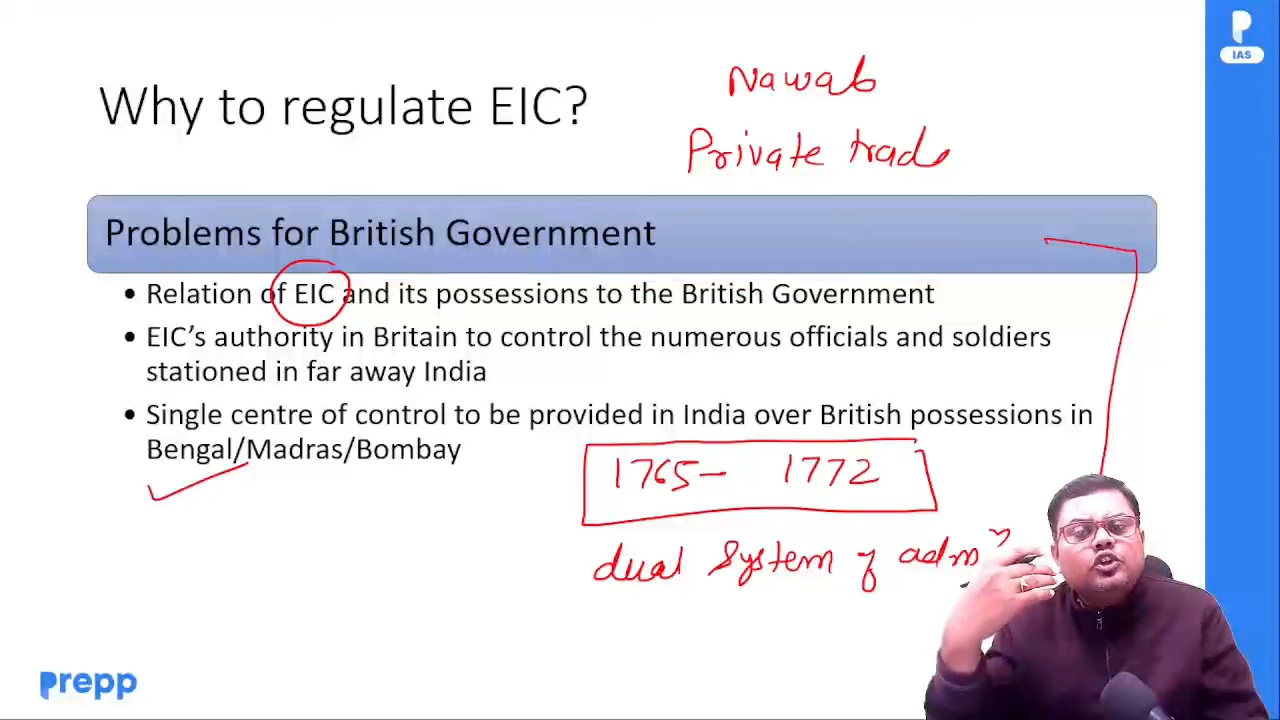 IAS
Nawab
Why to regulate EIC?
Private trade
Problems for British Government
• Relation of EIC and its possessions to the British Government
• EIC's authority in Britain to control the numerous officials and soldiers
stationed in far away India
• Single centre of control to be provided in India over British possessions in
Bengal/Madras/Bombay
1765- 1772
dual system of admn
prepp